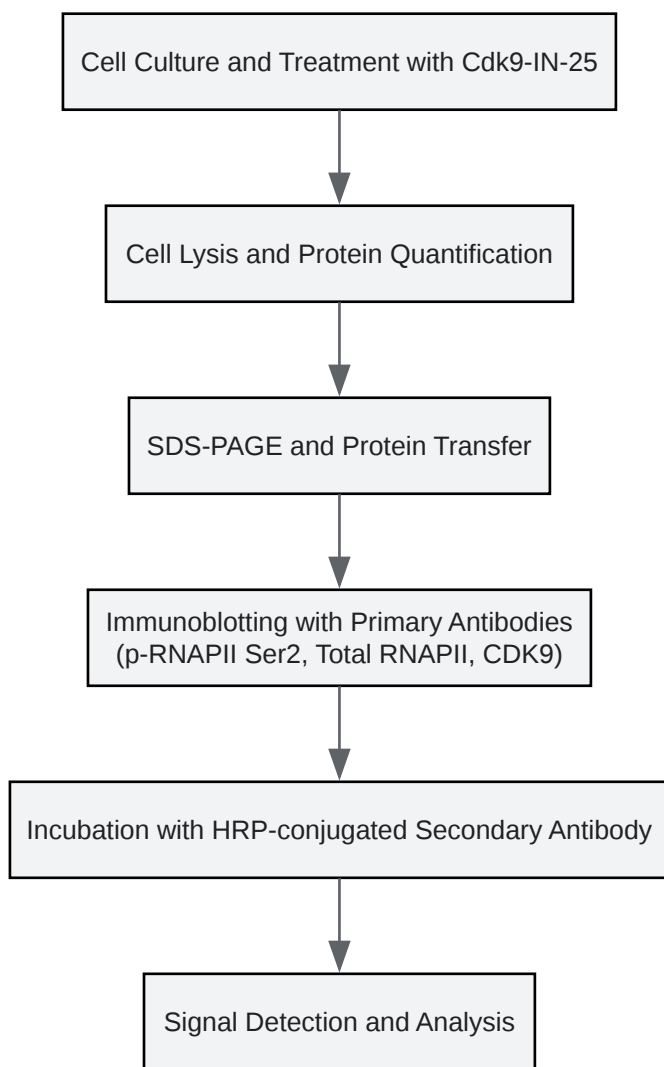 Cell Culture and Treatment with Cdk9-IN-25
Cell Lysis and Protein Quantification
SDS-PAGE and Protein Transfer
Immunoblotting with Primary Antibodies
(p-RNAPII Ser2, Total RNAPII, CDK9)
Incubation with HRP-conjugated Secondary Antibody
Signal Detection and Analysis